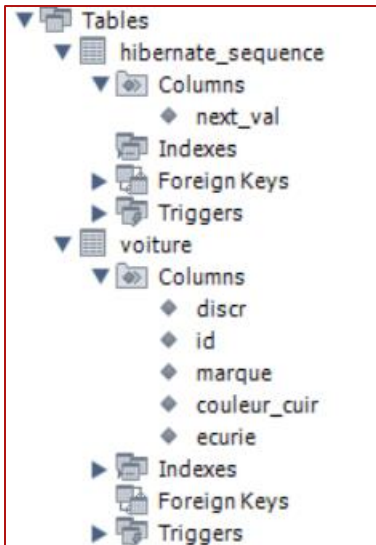 Tables
hibernate_sequence
Columns
next_val
Indexes
Foreign Keys
Triggers
voiture
Columns
discr
id
marque
couleur_cuir
ecurie
Indexes
Foreign Keys
Triggers